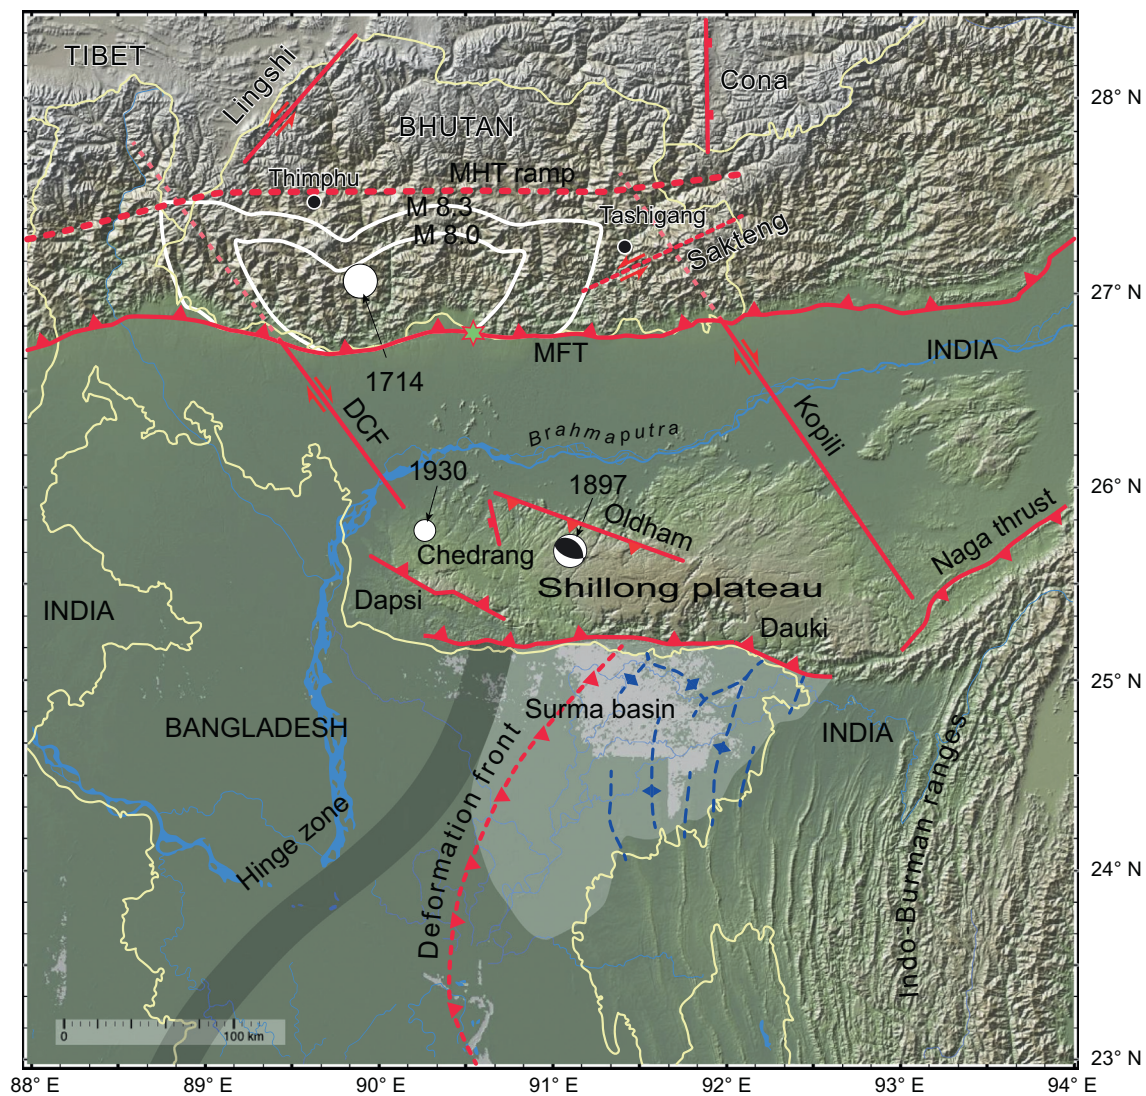 TIBET
Lingshi
Cona
28° N
BHUTAN
MHT ramp
Thimphu
M 8.3
Tashigang
M 8.0
Sakteng
27° N
MFT
INDIA
1714
DCF
Kopili
Brahmaputra
1930
1897
26° N
Oldham
Chedrang
Naga thrust
Shillong plateau
Dapsi
INDIA
Dauki
25° N
Surma basin
BANGLADESH
INDIA
Deformation front
Indo-Burman ranges
Hinge zone
24° N
0
100 km
23° N
88° E
89° E
90° E
91° E
92° E
93° E
94° E